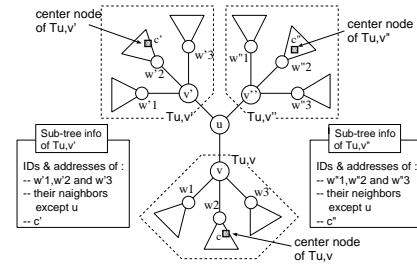 center node
of Tu,v'
center node
of Tu,v"
c'
w'2
w'3
w'1
v'
Tu,v'
c"
w"1
w"2
w"3
v''
Tu,v"
u
Sub-tree info
of Tu,v'
IDs & addresses of :
-- w'1,w'2 and w'3
-- their naighbors
except u
-- c'
Tu,v
v
w1
w2
w3
c
center node
of Tu,v
Sub-tree info
of Tu,v"
IDs & addresses of :
-- w"1,w"2 and w"3
-- their neighbors
except u
-- c"